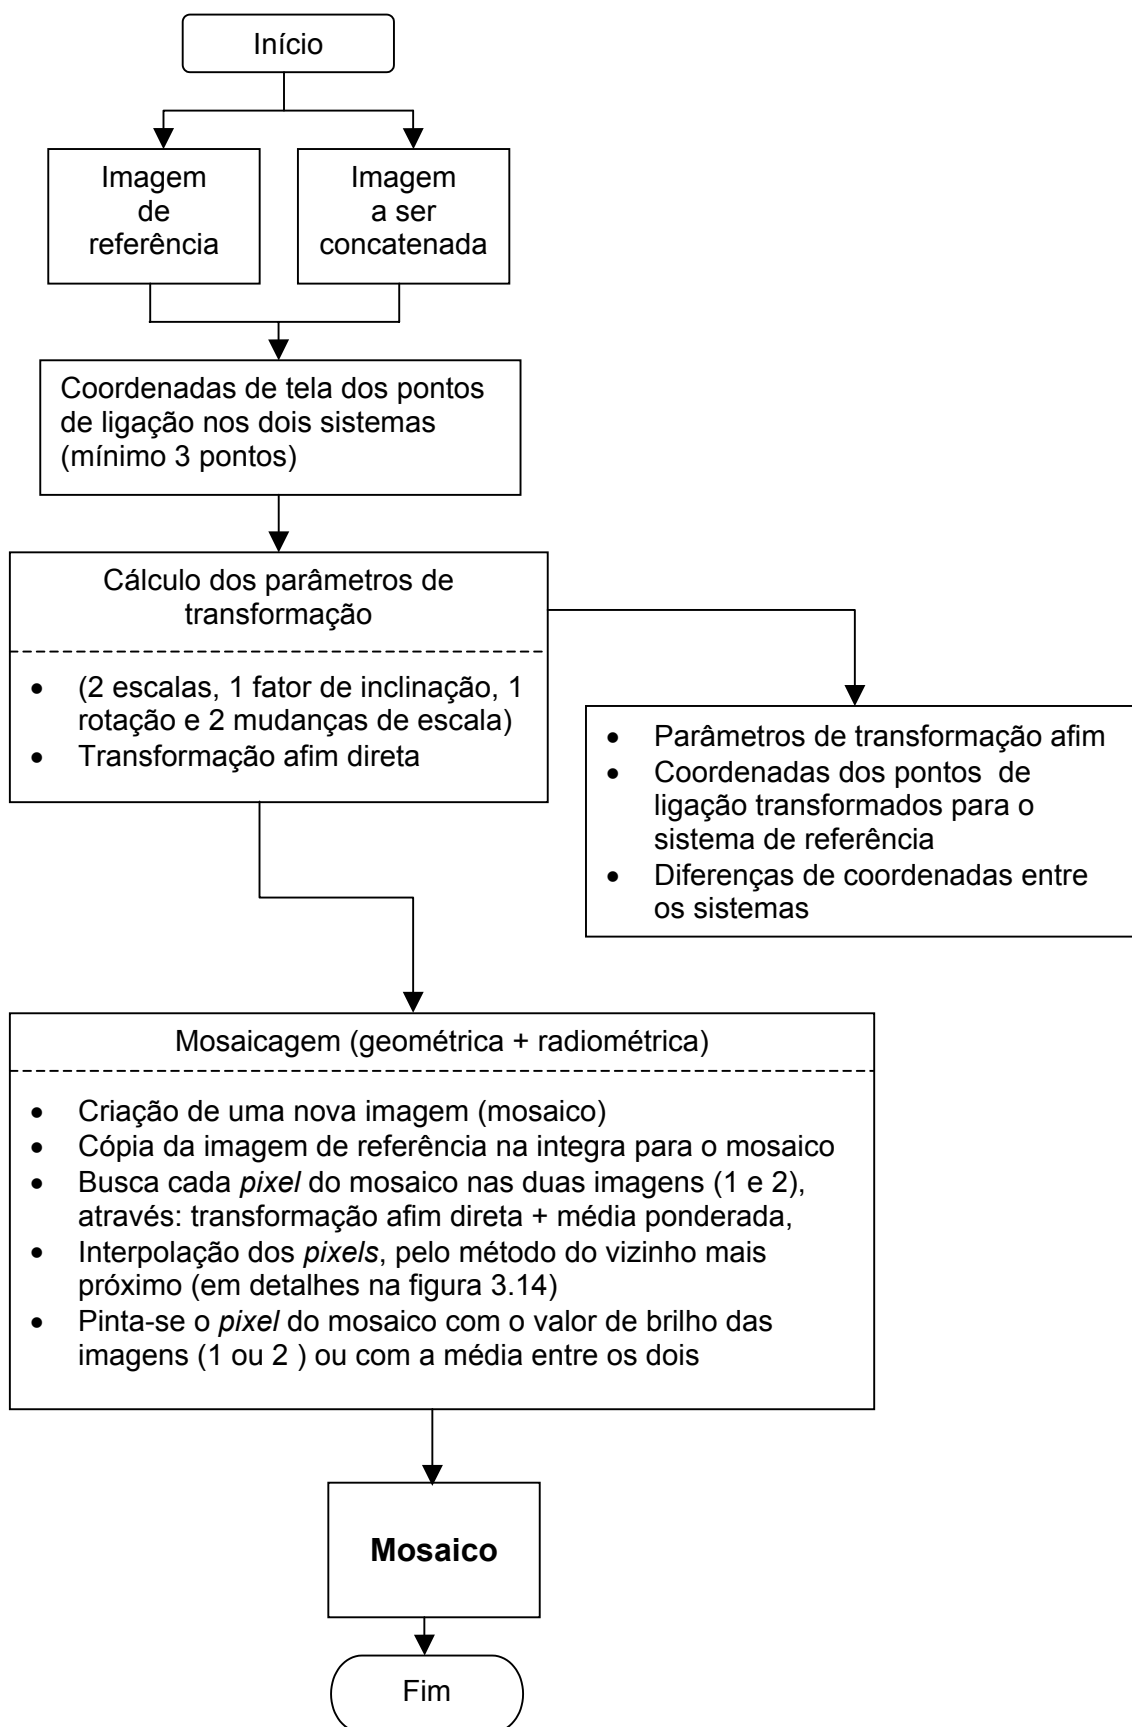 Início
Imagem
de
referência
Imagem
a ser
concatenada
Coordenadas de tela dos pontos
de ligação nos dois sistemas
(mínimo 3 pontos)
Cálculo dos parâmetros de
transformação
• (2 escalas, 1 fator de inclinação, 1
rotação e 2 mudanças de escala)
• Transformação afim direta
• Parâmetros de transformação afim
• Coordenadas dos pontos de
ligação transformados para o
sistema de referência
• Diferenças de coordenadas entre
os sistemas
Mosaicagem (geométrica + radiométrica)
• Criação de uma nova imagem (mosaico)
• Cópia da imagem de referência na integra para o mosaico
• Busca cada pixel do mosaico nas duas imagens (1 e 2),
através: transformação afim direta + média ponderada,
• Interpolação dos pixels, pelo método do vizinho mais
próximo (em detalhes na figura 3.14)
• Pinta-se o pixel do mosaico com o valor de brilho das
imagens (1 ou 2 ) ou com a média entre os dois
Mosaico
Fim